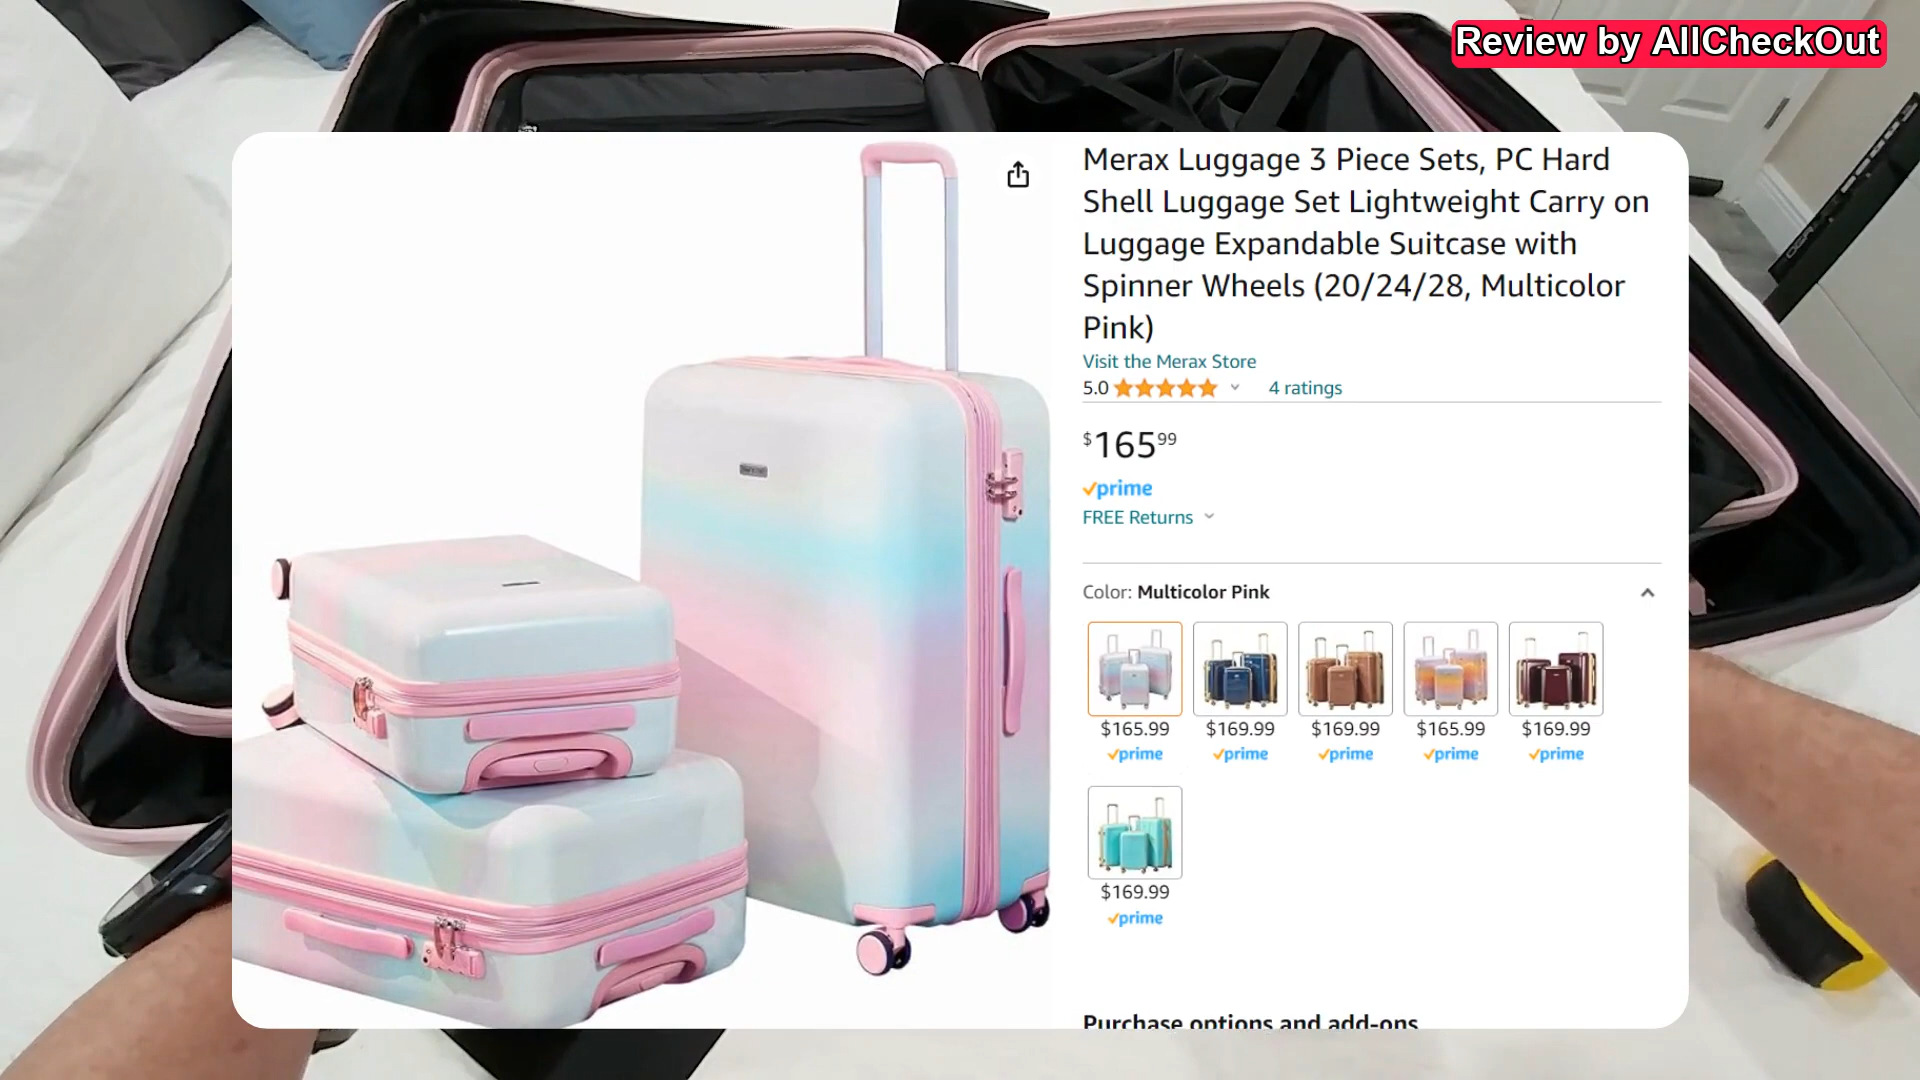 Review by AllCheckOut
Merax Luggage 3 Piece Sets, PC Hard
Shell Luggage Set Lightweight Carry on
Luggage Expandable Suitcase with
Spinner Wheels (20/24/28, Multicolor
Pink)
Visit the Merax Store
5.0 4 ratings
$165.99
prime
FREE Returns
Color: Multicolor Pink
$165.99 $169.99 $169.99 $165.99 $169.99
prime prime prime prime prime
$169.99
prime
Purchase options and add-ons